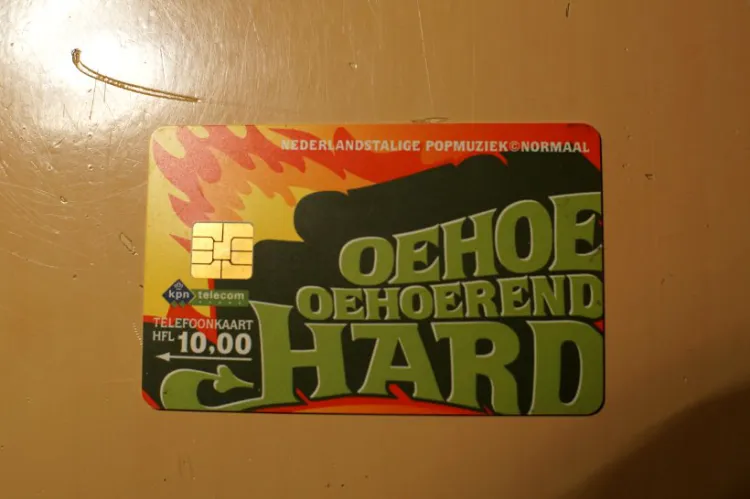 NEDERLANDSTALIGE POPMUZIEK©NORMAAL
OEHOE
OEHOEREND
HARD
kpn telecom
TELEFOONKAART
HFL 10,00